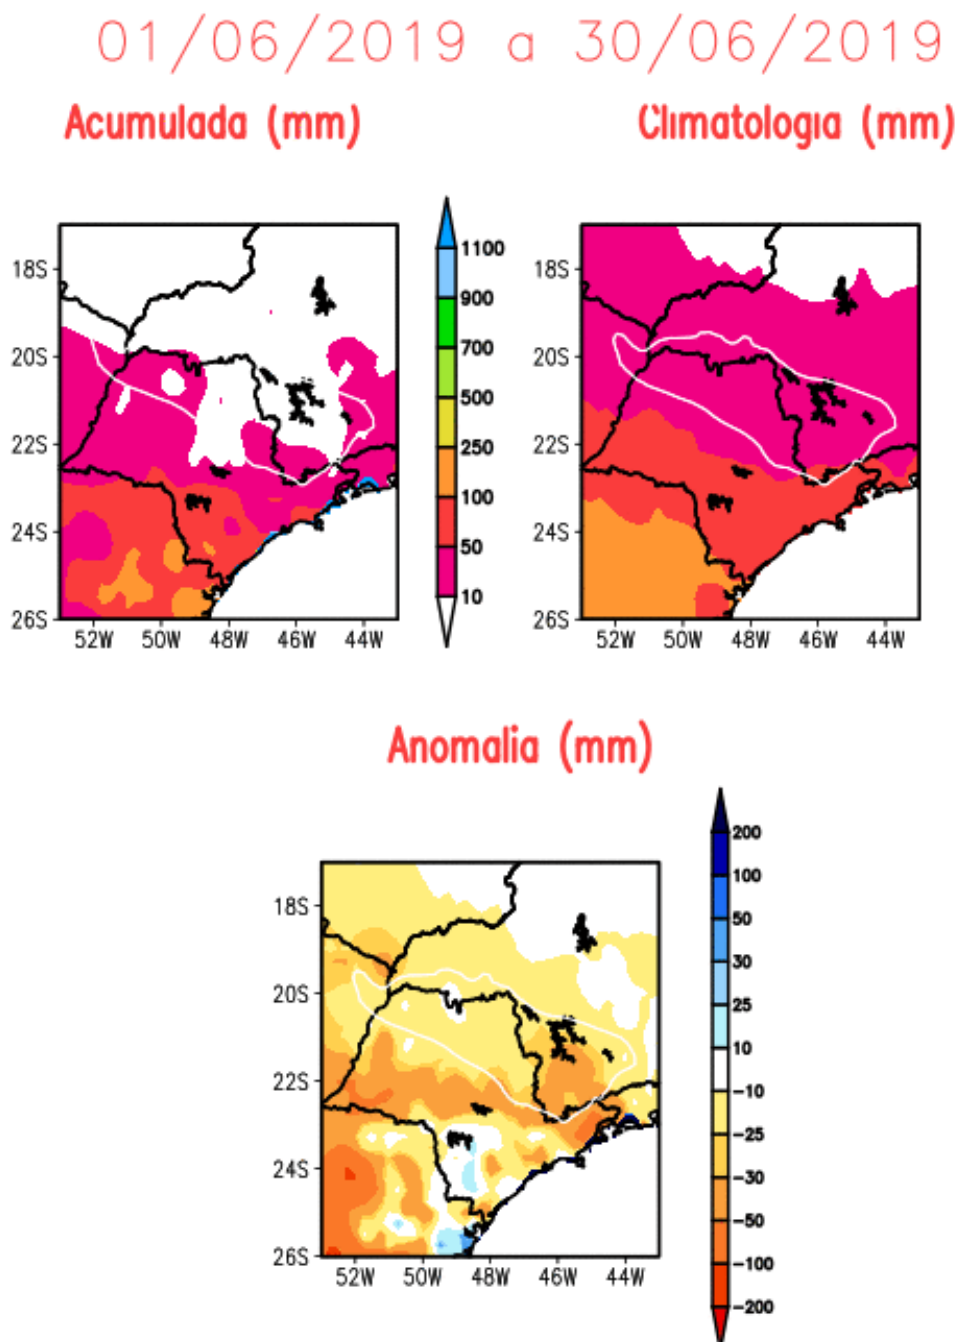 01/06/2019 a 30/06/2019
Acumulada (mm)
Climatologia (mm)
18S
20S
22S
24S
26S
52W 50W 48W 46W 44W
1100
900
700
500
250
100
50
10
18S
20S
22S
24S
26S
52W 50W 48W 46W 44W
Anomalia (mm)
18S
20S
22S
24S
26S
52W 50W 48W 46W 44W
200
100
50
30
25
10
-10
-25
-30
-50
-100
-200